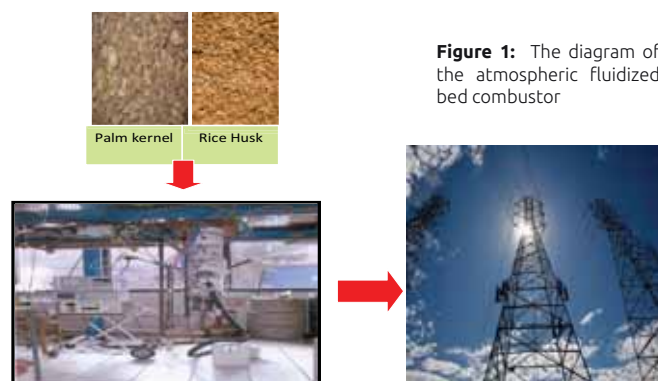 Figure 1: The diagram of
the atmospheric fluidized
bed combustor
Palm kernel Rice Husk